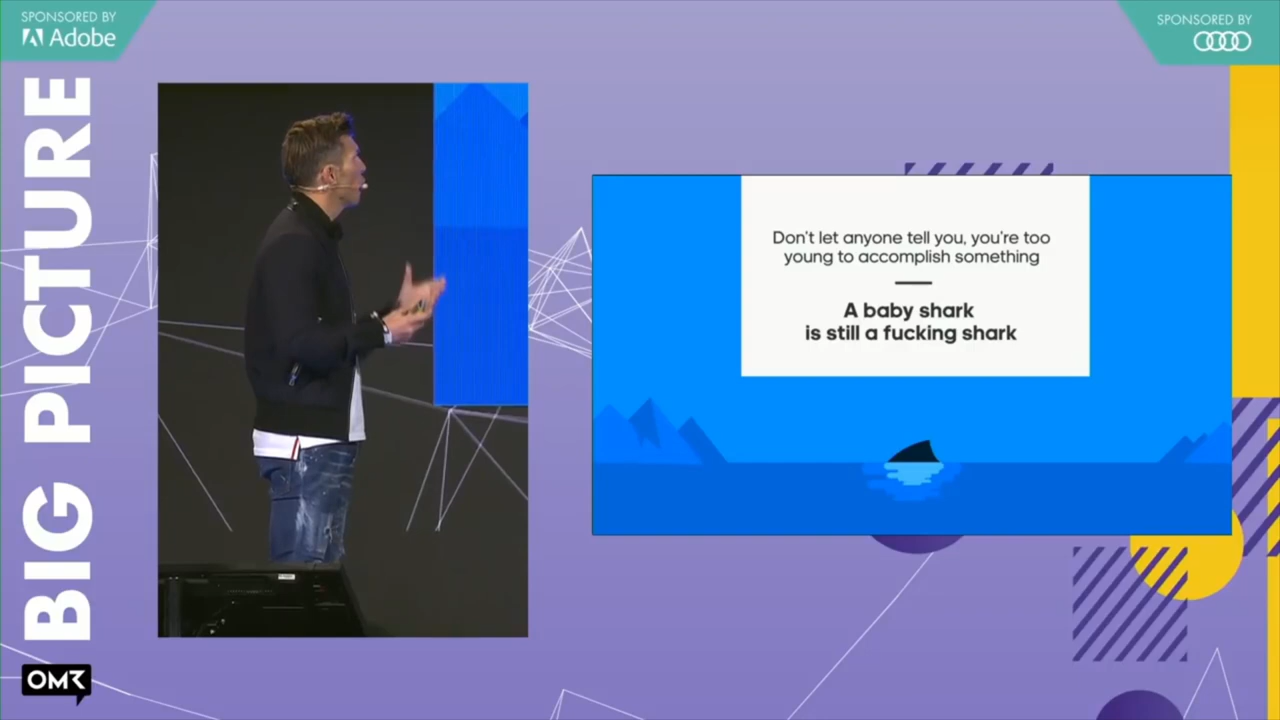 SPONSORED BY
Adobe
SPONSORED BY
BIG PICTURE
Don't let anyone tell you, you're too
young to accomplish something
A baby shark
is still a fucking shark
OMR